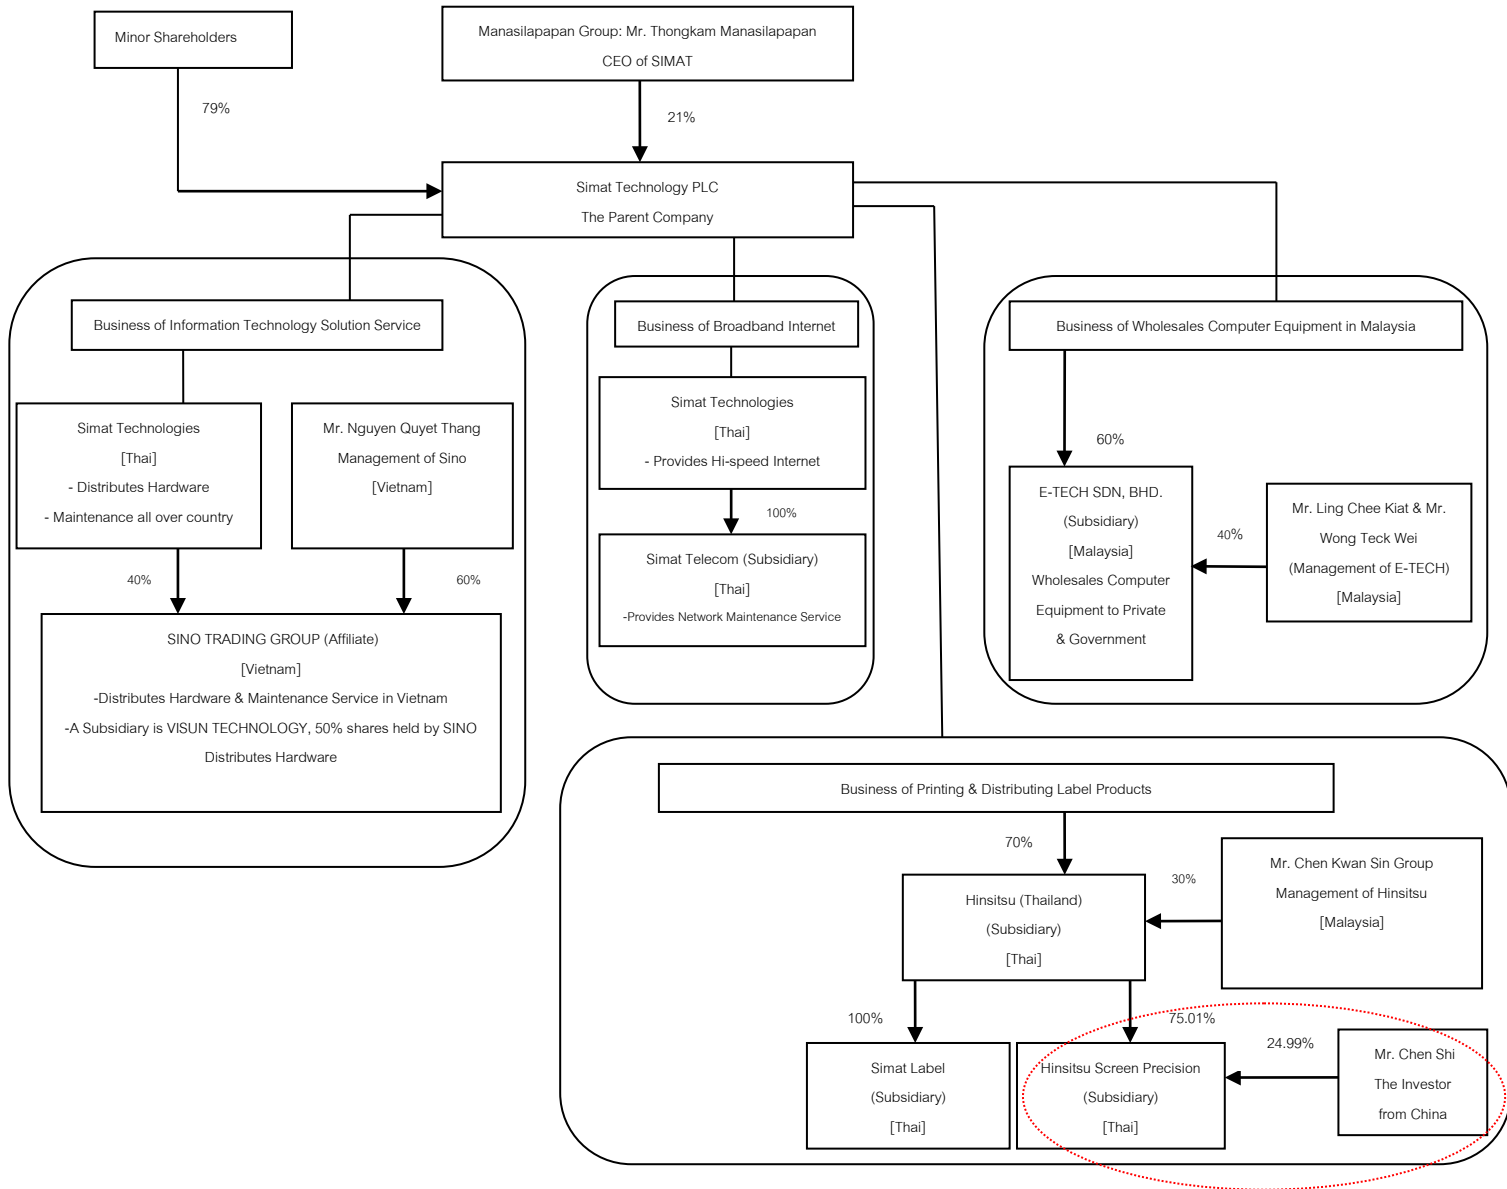 Minor Shareholders
Manasilapapan Group: Mr. Thongkam Manasilapapan
CEO of SIMAT
79%
21%
Simat Technology PLC
The Parent Company
Business of Information Technology Solution Service
Simat Technologies
[Thai]
- Distributes Hardware
- Maintenance all over country
Mr. Nguyen Quyet Thang
Management of Sino
[Vietnam]
40%
60%
SINO TRADING GROUP (Affiliate)
[Vietnam]
-Distributes Hardware & Maintenance Service in Vietnam
-A Subsidiary is VISUN TECHNOLOGY, 50% shares held by SINO
Distributes Hardware
Business of Broadband Internet
Simat Technologies
[Thai]
- Provides Hi-speed Internet
100%
Simat Telecom (Subsidiary)
[Thai]
-Provides Network Maintenance Service
Business of Wholesales Computer Equipment in Malaysia
60%
E-TECH SDN, BHD.
(Subsidiary)
[Malaysia]
Wholesales Computer
Equipment to Private
& Government
40%
Mr. Ling Chee Kiat & Mr.
Wong Teck Wei
(Management of E-TECH)
[Malaysia]
Business of Printing & Distributing Label Products
70%
Hinsitsu (Thailand)
(Subsidiary)
[Thai]
30%
Mr. Chen Kwan Sin Group
Management of Hinsitsu
[Malaysia]
100%
75.01%
Simat Label
(Subsidiary)
[Thai]
Hinsitsu Screen Precision
(Subsidiary)
[Thai]
24.99%
Mr. Chen Shi
The Investor
from China